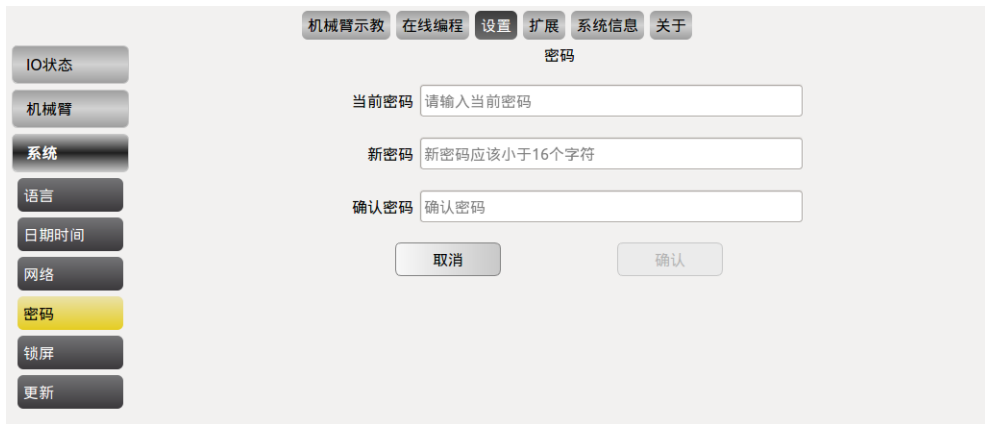 机械臂示教 在线编程 设置 扩展 系统信息 关于
密码
IO状态
机械臂
系统
语言
日期时间
网络
密码
锁屏
更新
当前密码 请输入当前密码
新密码 新密码应该小于16个字符
确认密码 确认密码
取消 确认